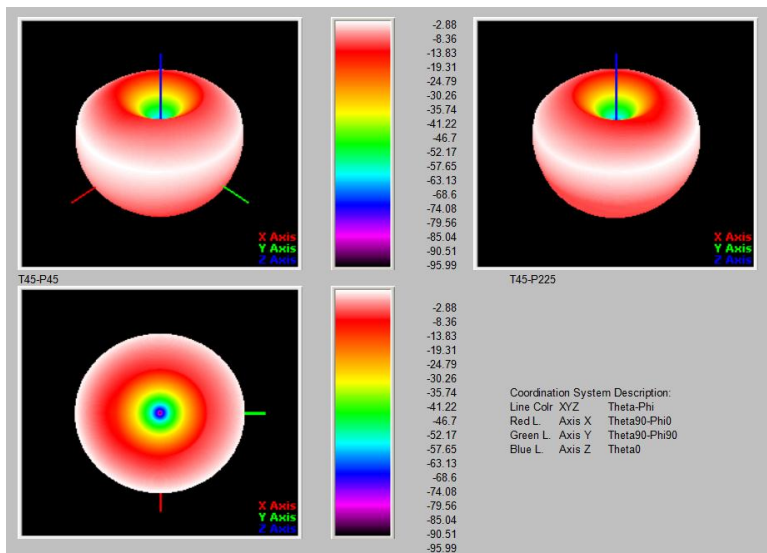 -2.88
-8.36
-13.83
-19.31
-24.79
-30.26
-35.74
-41.22
-46.7
-52.17
-57.65
-63.13
-68.6
-74.08
-79.56
-85.04
-90.51
-95.99
X Axis
Y Axis
Z Axis
X Axis
Y Axis
Z Axis
T45-P45
T45-P225
-2.88
-8.36
-13.83
-19.31
-24.79
-30.26
-35.74
-41.22
-46.7
-52.17
-57.65
-63.13
-68.6
-74.08
-79.56
-85.04
-90.51
-95.99
Coordination System Description:
Line Colr XYZ Theta-Phi
Red L. Axis X Theta90-Phi0
Green L. Axis Y Theta90-Phi90
Blue L. Axis Z Theta0
X Axis
Y Axis
Z Axis